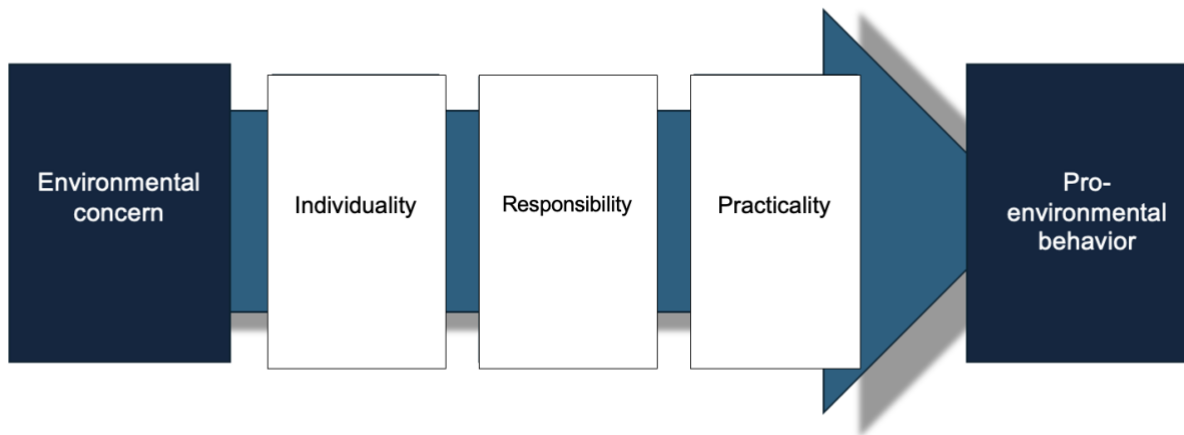 Environmental
concern
Individuality
Responsibility
Practicality
Pro-
environmental
behavior